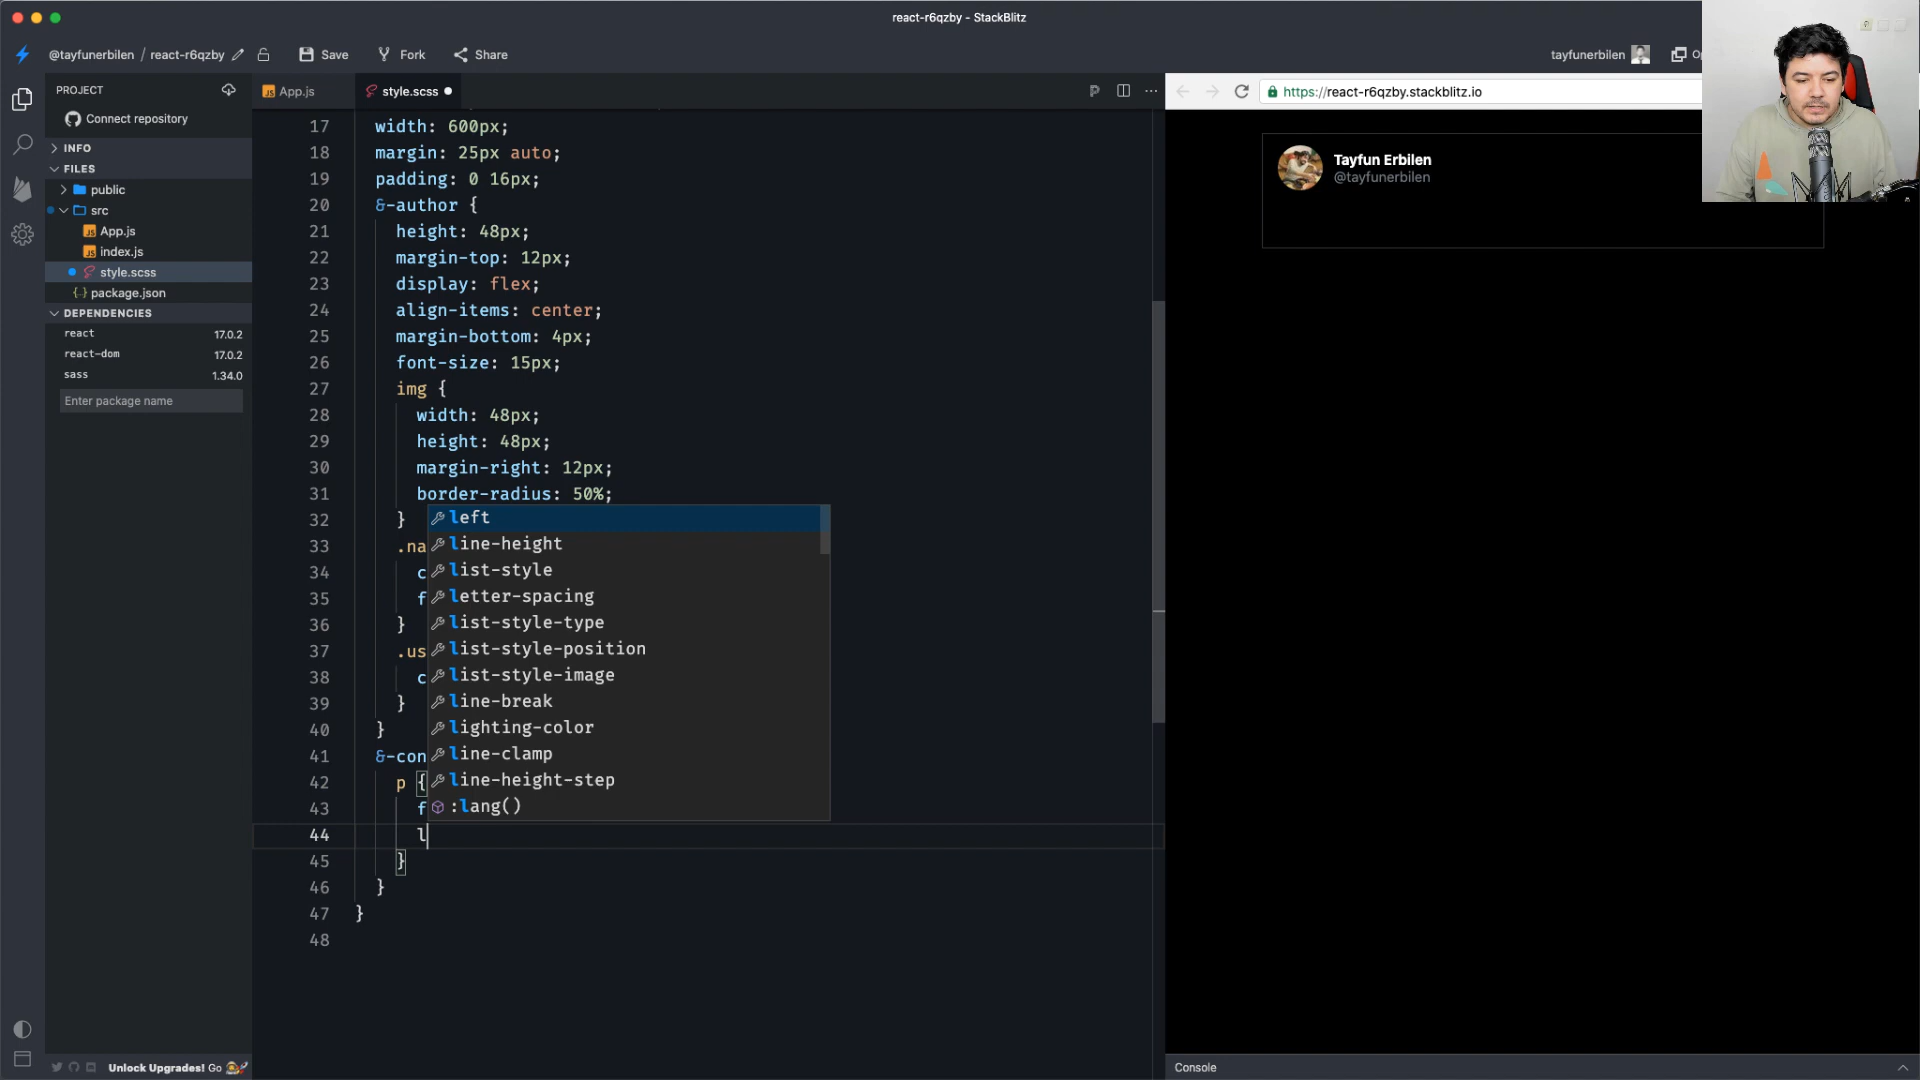 react-r6qzby - StackBlitz
@tayfunerbilen / react-r6qzby
Save
Fork
Share
tayfunerbilen
PROJECT
Connect repository
INFO
FILES
public
src
App.js
index.js
style.scss
package.json
DEPENDENCIES
react 17.0.2
react-dom 17.0.2
sass 1.34.0
Enter package name
Unlock Upgrades! Go
App.js
style.scss
17 width: 600px;
18 margin: 25px auto;
19 padding: 0 16px;
20 &-author {
21 height: 48px;
22 margin-top: 12px;
23 display: flex;
24 align-items: center;
25 margin-bottom: 4px;
26 font-size: 15px;
27 img {
28 width: 48px;
29 height: 48px;
30 margin-right: 12px;
31 border-radius: 50%;
32 }
33 .na
34 c
35 f
36 }
37 .us
38 c
39 }
40 }
41 &-con
42 p {
43 f
44 l
45 }
46 }
47 }
48
left
line-height
list-style
letter-spacing
list-style-type
list-style-position
list-style-image
line-break
lighting-color
line-clamp
line-height-step
:lang()
https://react-r6qzby.stackblitz.io
Tayfun Erbilen
@tayfunerbilen
Console